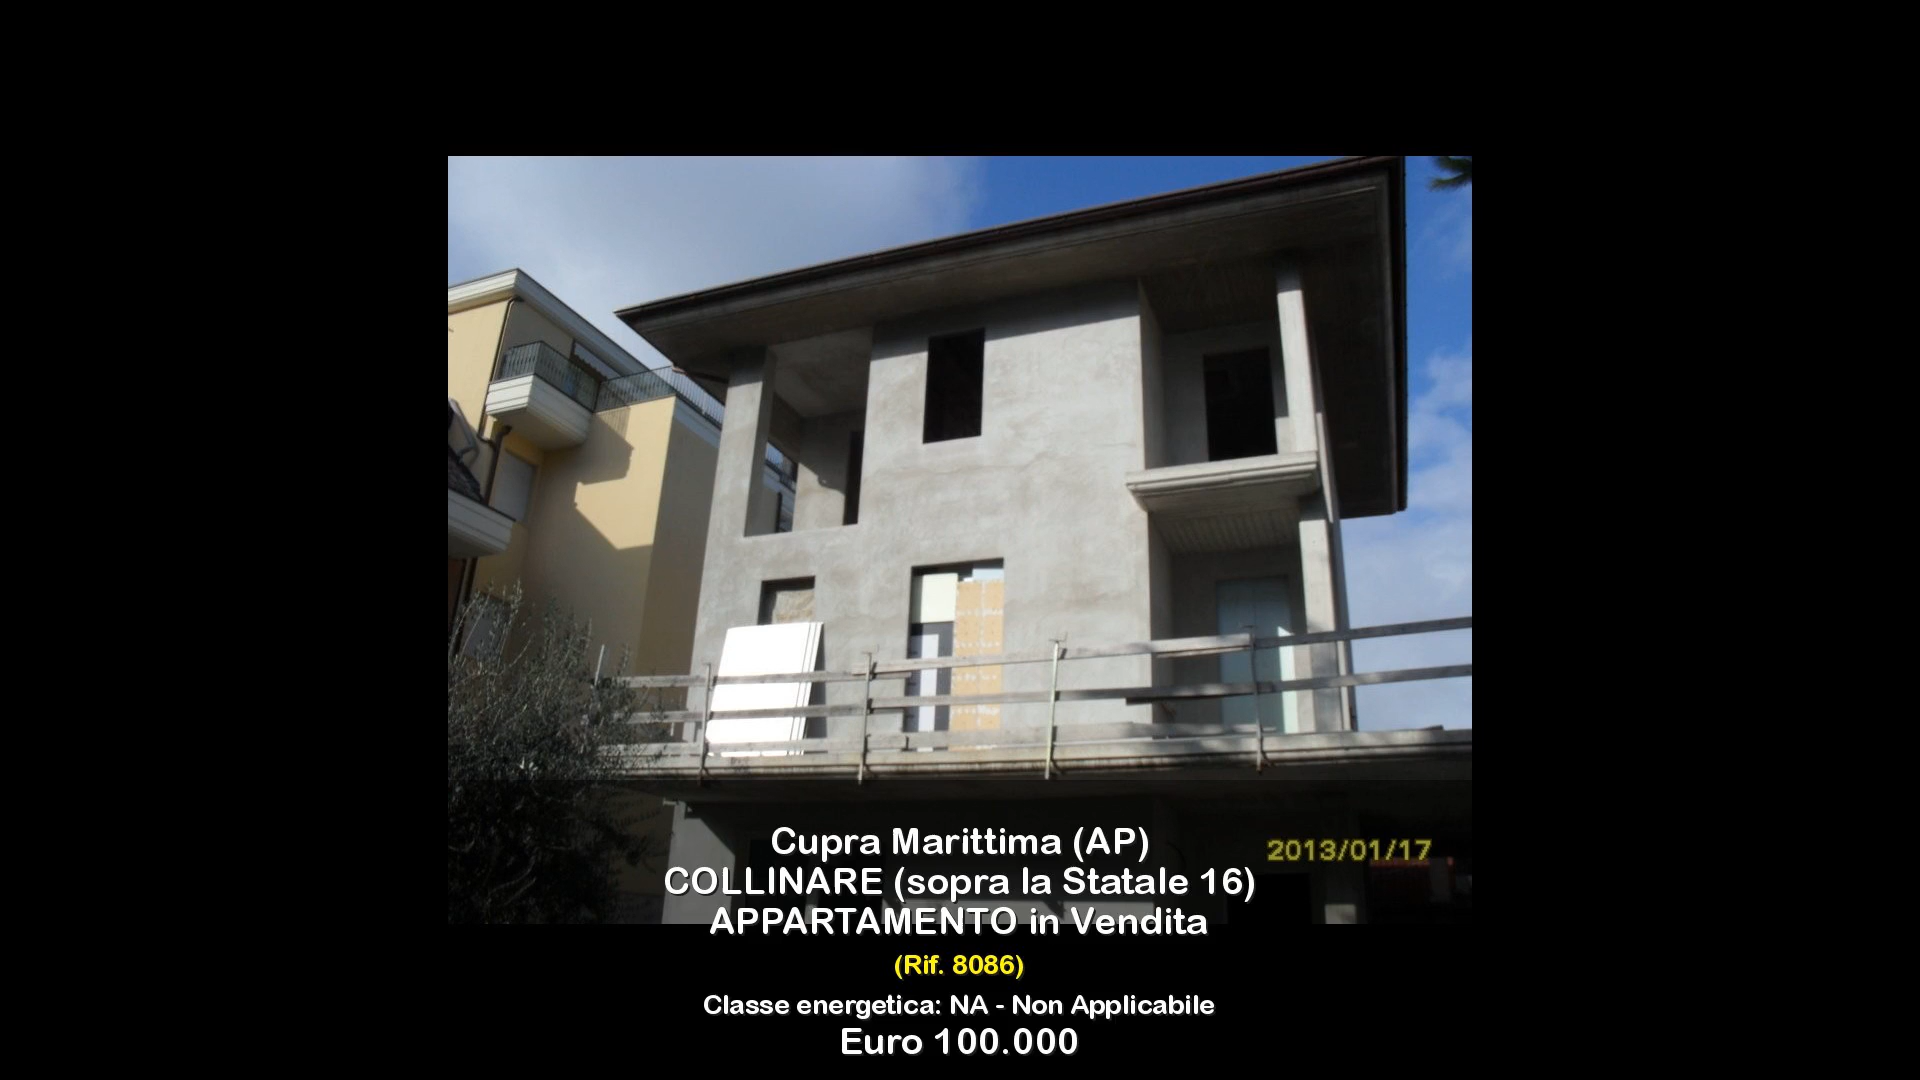 2013/01/17
Cupra Marittima (AP)
COLLINARE (sopra la Statale 16)
APPARTAMENTO in Vendita
(Rif. 8086)
Classe energetica: NA - Non Applicabile
Euro 100.000